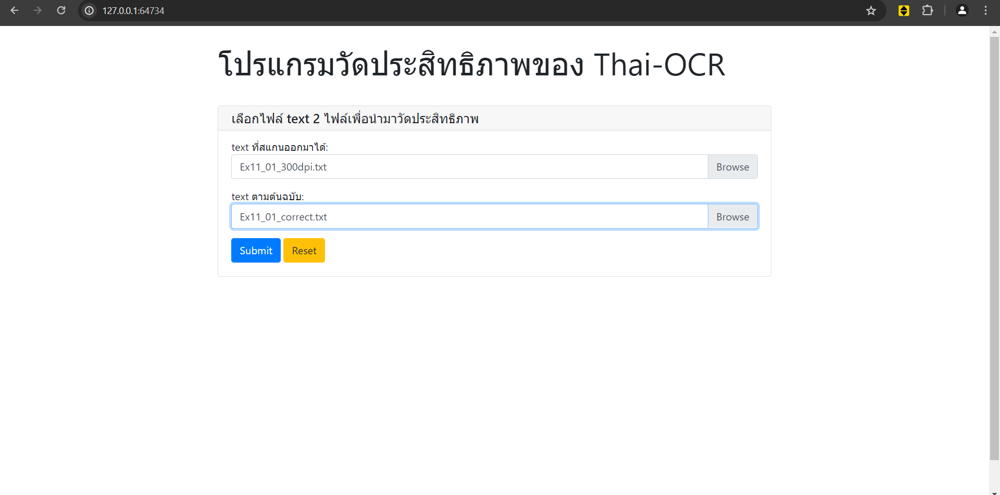 127.0.0.1:64734
โปรแกรมวัดประสิทธิภาพของ Thai-OCR
เลือกไฟล์ text 2 ไฟล์เพื่อนำมาวัดประสิทธิภาพ
text ที่สแกนออกมาได้:
Ex11_01_300dpi.txt Browse
text ตามต้นฉบับ:
Ex11_01_correct.txt Browse
Submit Reset